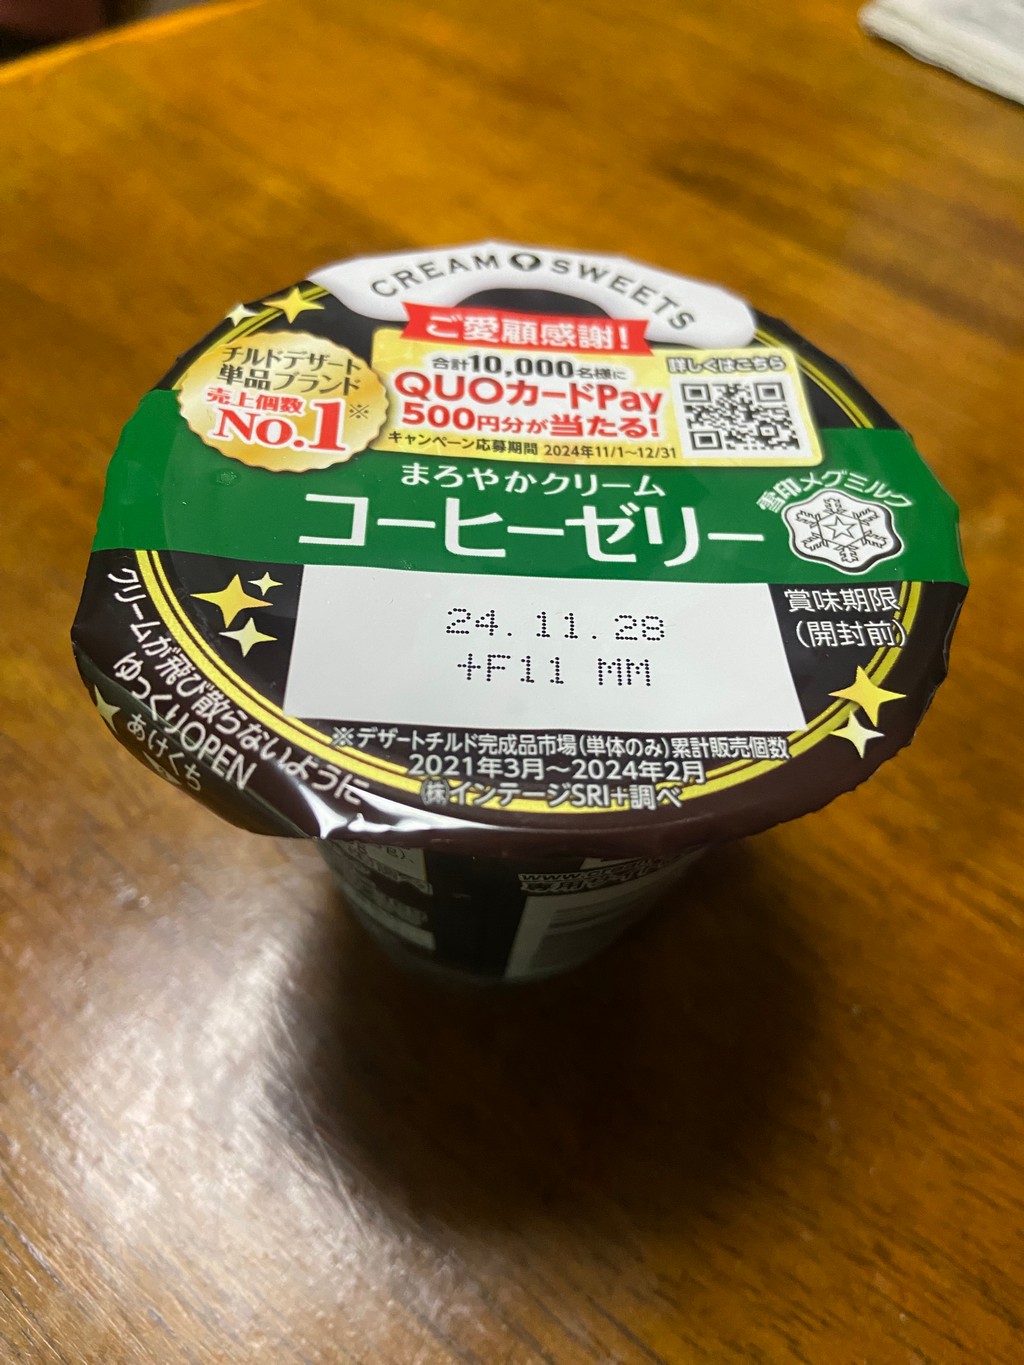 CREAM SWEETS
ご愛顧感謝!
チルドデザート
単品ブランド
売上個数
No.1※
合計10,000名様に
QUOカードPay
500円分が当たる!
キャンペーン応募期間 2024年11/1~12/31
詳しくはこちら
まろやかクリーム
コーヒーゼリー
雪印メグミルク
24.11.28
+F11 MM
賞味期限
(開封前)
クリームが飛び散らないように
ゆっくりOPEN
あけくち
※デザートチルド完成品市場(単体のみ)累計販売個数
2021年3月~2024年2月
㈱インテージSRI+調べ